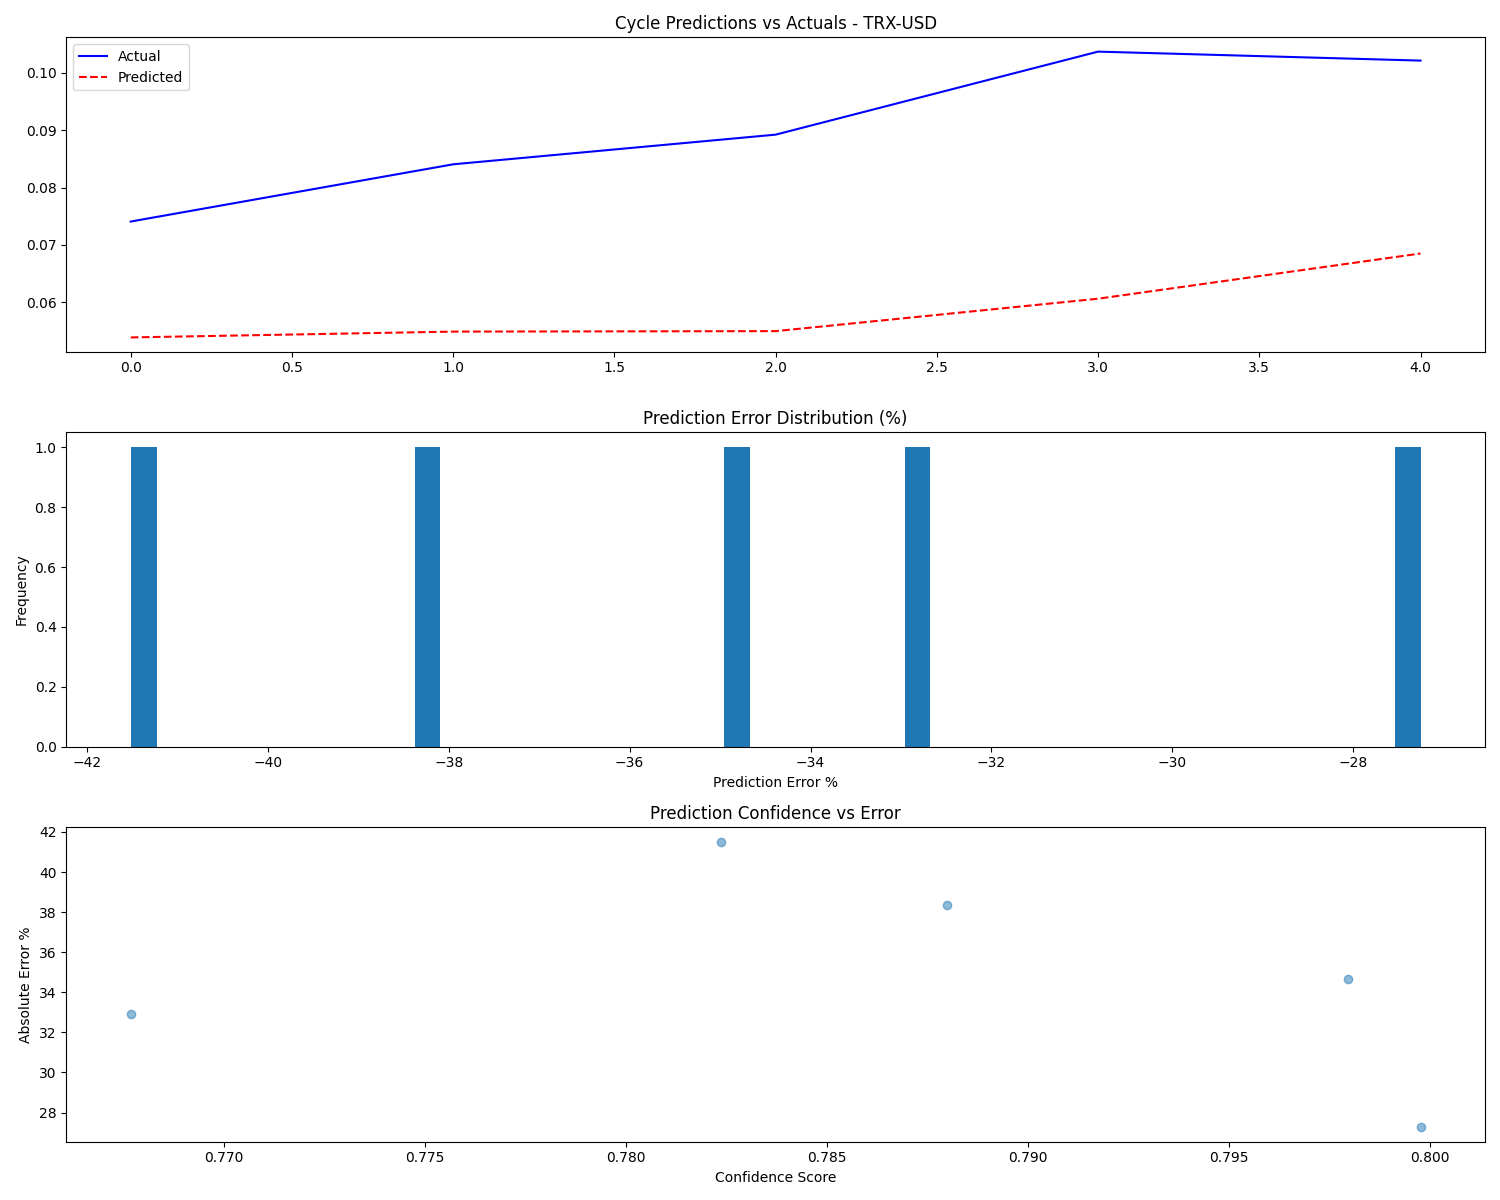 Cycle Predictions vs Actuals - TRX-USD
Actual
Predicted
0.10
0.09
0.08
0.07
0.06
0.0 0.5 1.0 1.5 2.0 2.5 3.0 3.5 4.0
Prediction Error Distribution (%)
Frequency
1.0
0.8
0.6
0.4
0.2
0.0
−42 −40 −38 −36 −34 −32 −30 −28
Prediction Error %
Prediction Confidence vs Error
Absolute Error %
42
40
38
36
34
32
30
28
0.770 0.775 0.780 0.785 0.790 0.795 0.800
Confidence Score